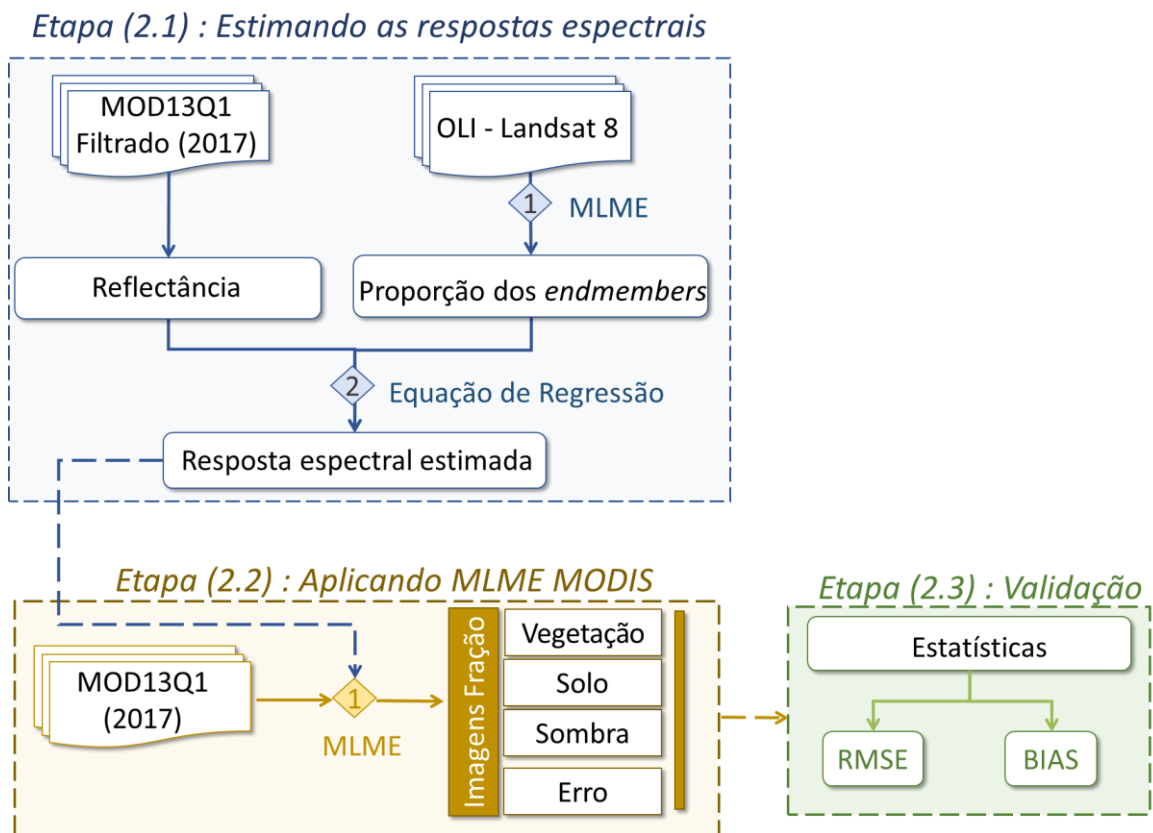 Etapa (2.1) : Estimando as respostas espectrais
MOD13Q1
Filtrado (2017)
OLI - Landsat 8
1
MLME
Reflectância
Proporção dos endmembers
2
Equação de Regressão
Resposta espectral estimada
Etapa (2.2) : Aplicando MLME MODIS
MOD13Q1
(2017)
1
MLME
Imagens Fração
Vegetação
Solo
Sombra
Erro
Etapa (2.3) : Validação
Estatísticas
RMSE
BIAS